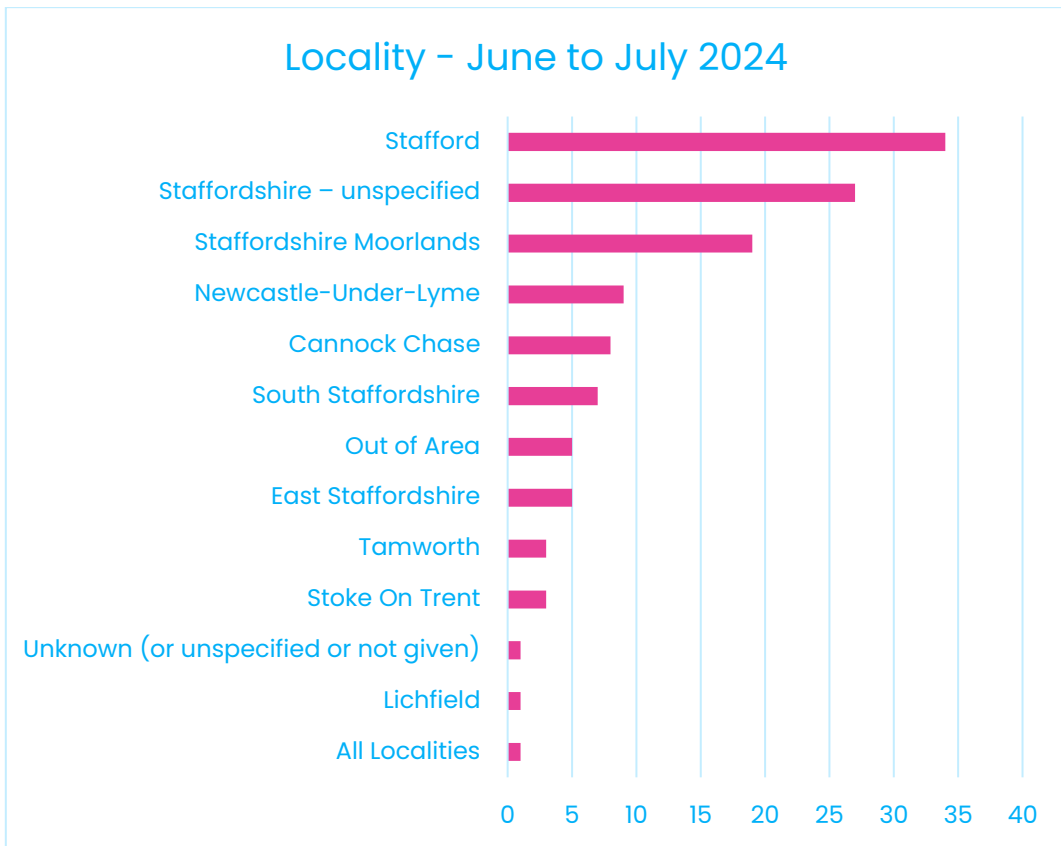 Locality - June to July 2024
Stafford
Staffordshire – unspecified
Staffordshire Moorlands
Newcastle-Under-Lyme
Cannock Chase
South Staffordshire
Out of Area
East Staffordshire
Tamworth
Stoke On Trent
Unknown (or unspecified or not given)
Lichfield
All Localities
0 5 10 15 20 25 30 35 40